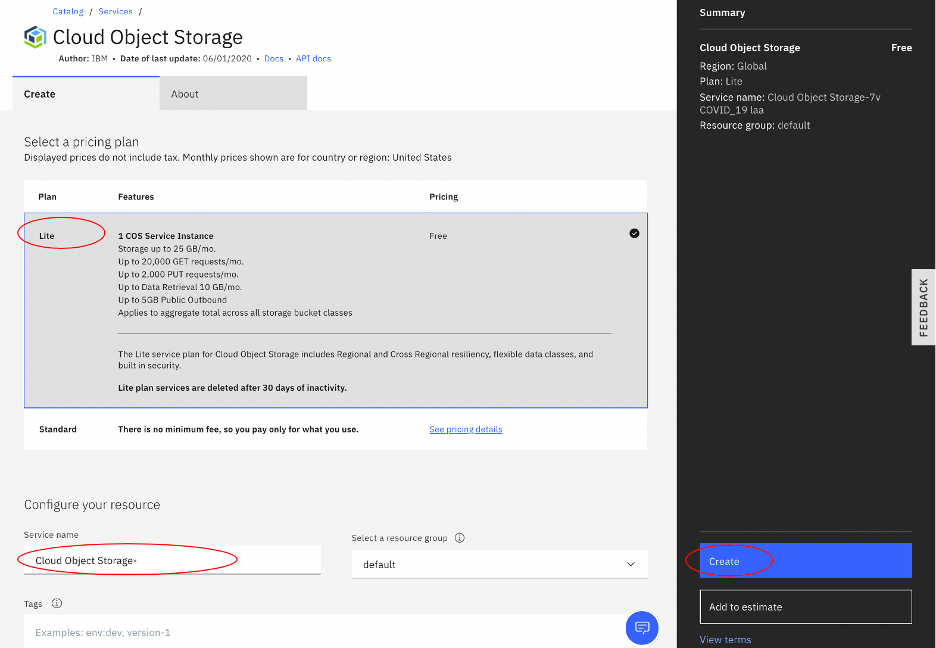 Catalog / Services /
Cloud Object Storage
Author: IBM • Date of last update: 06/01/2020 • Docs • API docs
Create
About
Select a pricing plan
Displayed prices do not include tax. Monthly prices shown are for country or region: United States
Plan Features Pricing
Lite 1 COS Service Instance Free
Storage up to 25 GB/mo.
Up to 20,000 GET requests/mo.
Up to 2,000 PUT requests/mo.
Up to Data Retrieval 10 GB/mo.
Up to 5GB Public Outbound
Applies to aggregate total across all storage bucket classes
The Lite service plan for Cloud Object Storage includes Regional and Cross Regional resiliency, flexible data classes, and
built in security.
Lite plan services are deleted after 30 days of inactivity.
Standard There is no minimum fee, so you pay only for what you use. See pricing details
Configure your resource
Service name
Cloud Object Storage-
Select a resource group
default
Tags
Examples: env:dev, version-1
Summary
Cloud Object Storage Free
Region: Global
Plan: Lite
Service name: Cloud Object Storage-7v
COVID_19 laa
Resource group: default
FEEDBACK
Create
Add to estimate
View terms